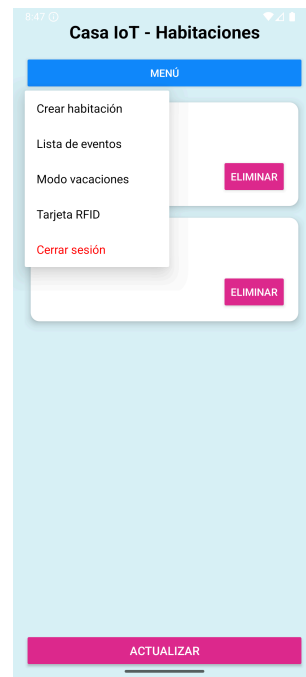 8:47
Casa IoT - Habitaciones
MENÚ
Crear habitación
Lista de eventos
Modo vacaciones
Tarjeta RFID
Cerrar sesión
ELIMINAR
ELIMINAR
ACTUALIZAR